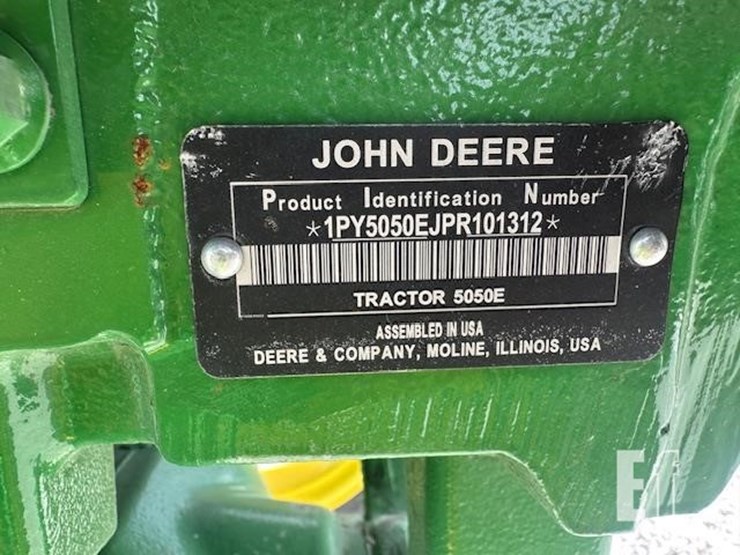 JOHN DEERE
Product Identification Number
*1PY5050EJPR101312*
TRACTOR 5050E
ASSEMBLED IN USA
DEERE & COMPANY, MOLINE, ILLINOIS, USA